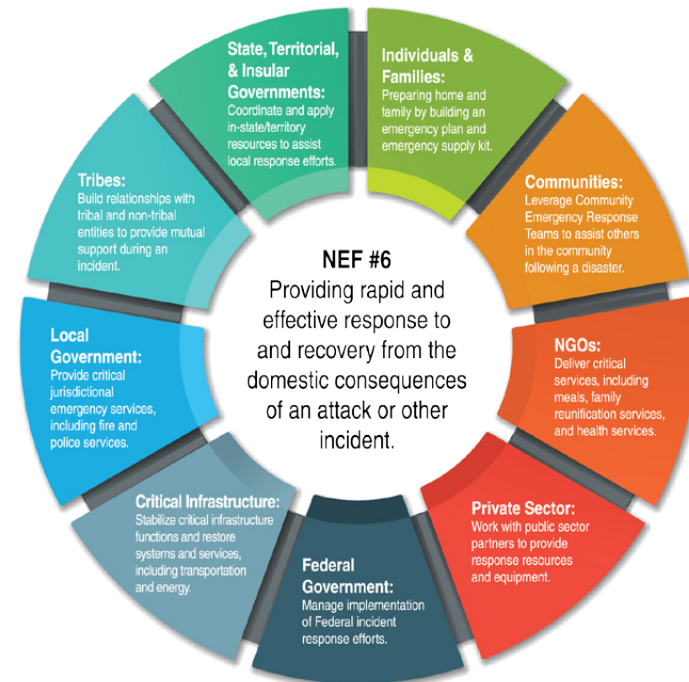 State, Territorial,
& Insular
Governments:
Coordinate and apply
in-state/territory
resources to assist
local response efforts.
Individuals &
Families:
Preparing home and
family by building an
emergency plan and
emergency supply kit.
Communities:
Leverage Community
Emergency Response
Teams to assist others
in the community
following a disaster.
NGOs:
Deliver critical
services, including
meals, family
reunification services,
and health services.
Private Sector:
Work with public sector
partners to provide
response resources
and equipment.
Federal
Government:
Manage implementation
of Federal incident
response efforts.
Critical Infrastructure:
Stabilize critical infrastructure
functions and restore
systems and services,
including transportation
and energy.
Local
Government:
Provide critical
jurisdictional
emergency services,
including fire and
police services.
Tribes:
Build relationships with
tribal and non-tribal
entities to provide mutual
support during an
incident.
NEF #6
Providing rapid and
effective response to
and recovery from the
domestic consequences
of an attack or other
incident.